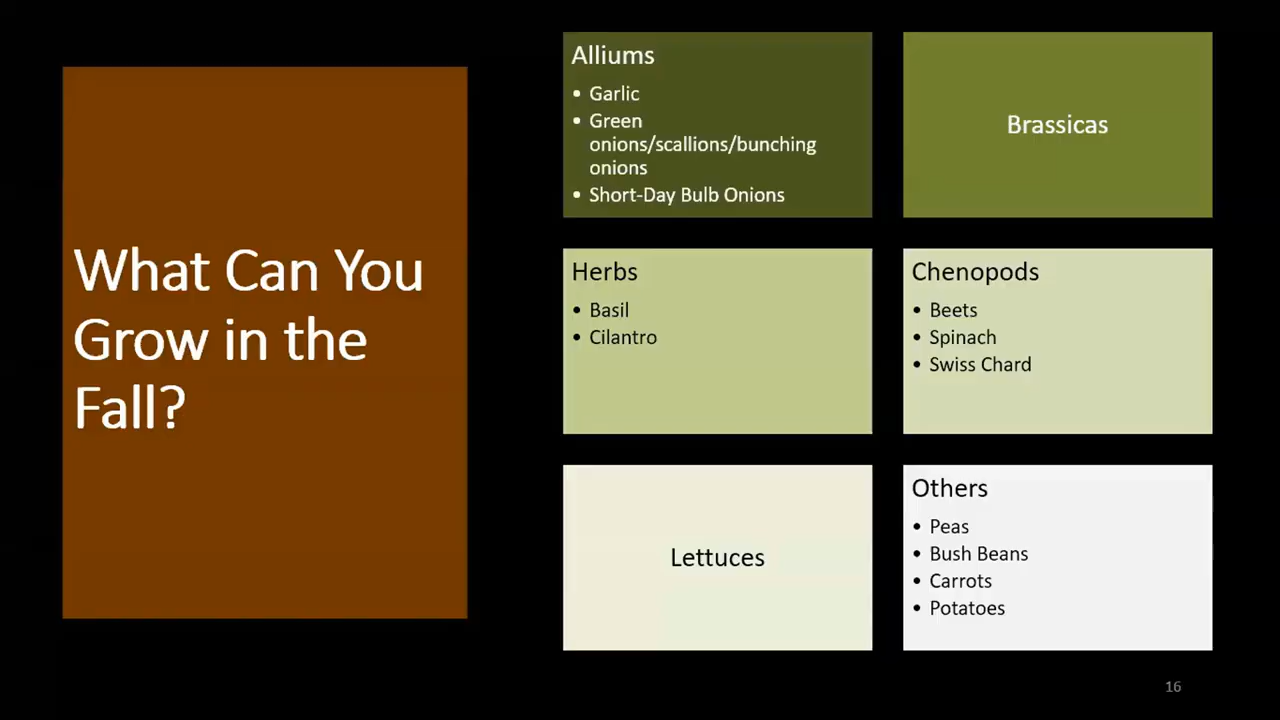 What Can You
Grow in the
Fall?
Alliums
• Garlic
• Green
onions/scallions/bunching
onions
• Short-Day Bulb Onions
Brassicas
Herbs
• Basil
• Cilantro
Chenopods
• Beets
• Spinach
• Swiss Chard
Lettuces
Others
• Peas
• Bush Beans
• Carrots
• Potatoes
16